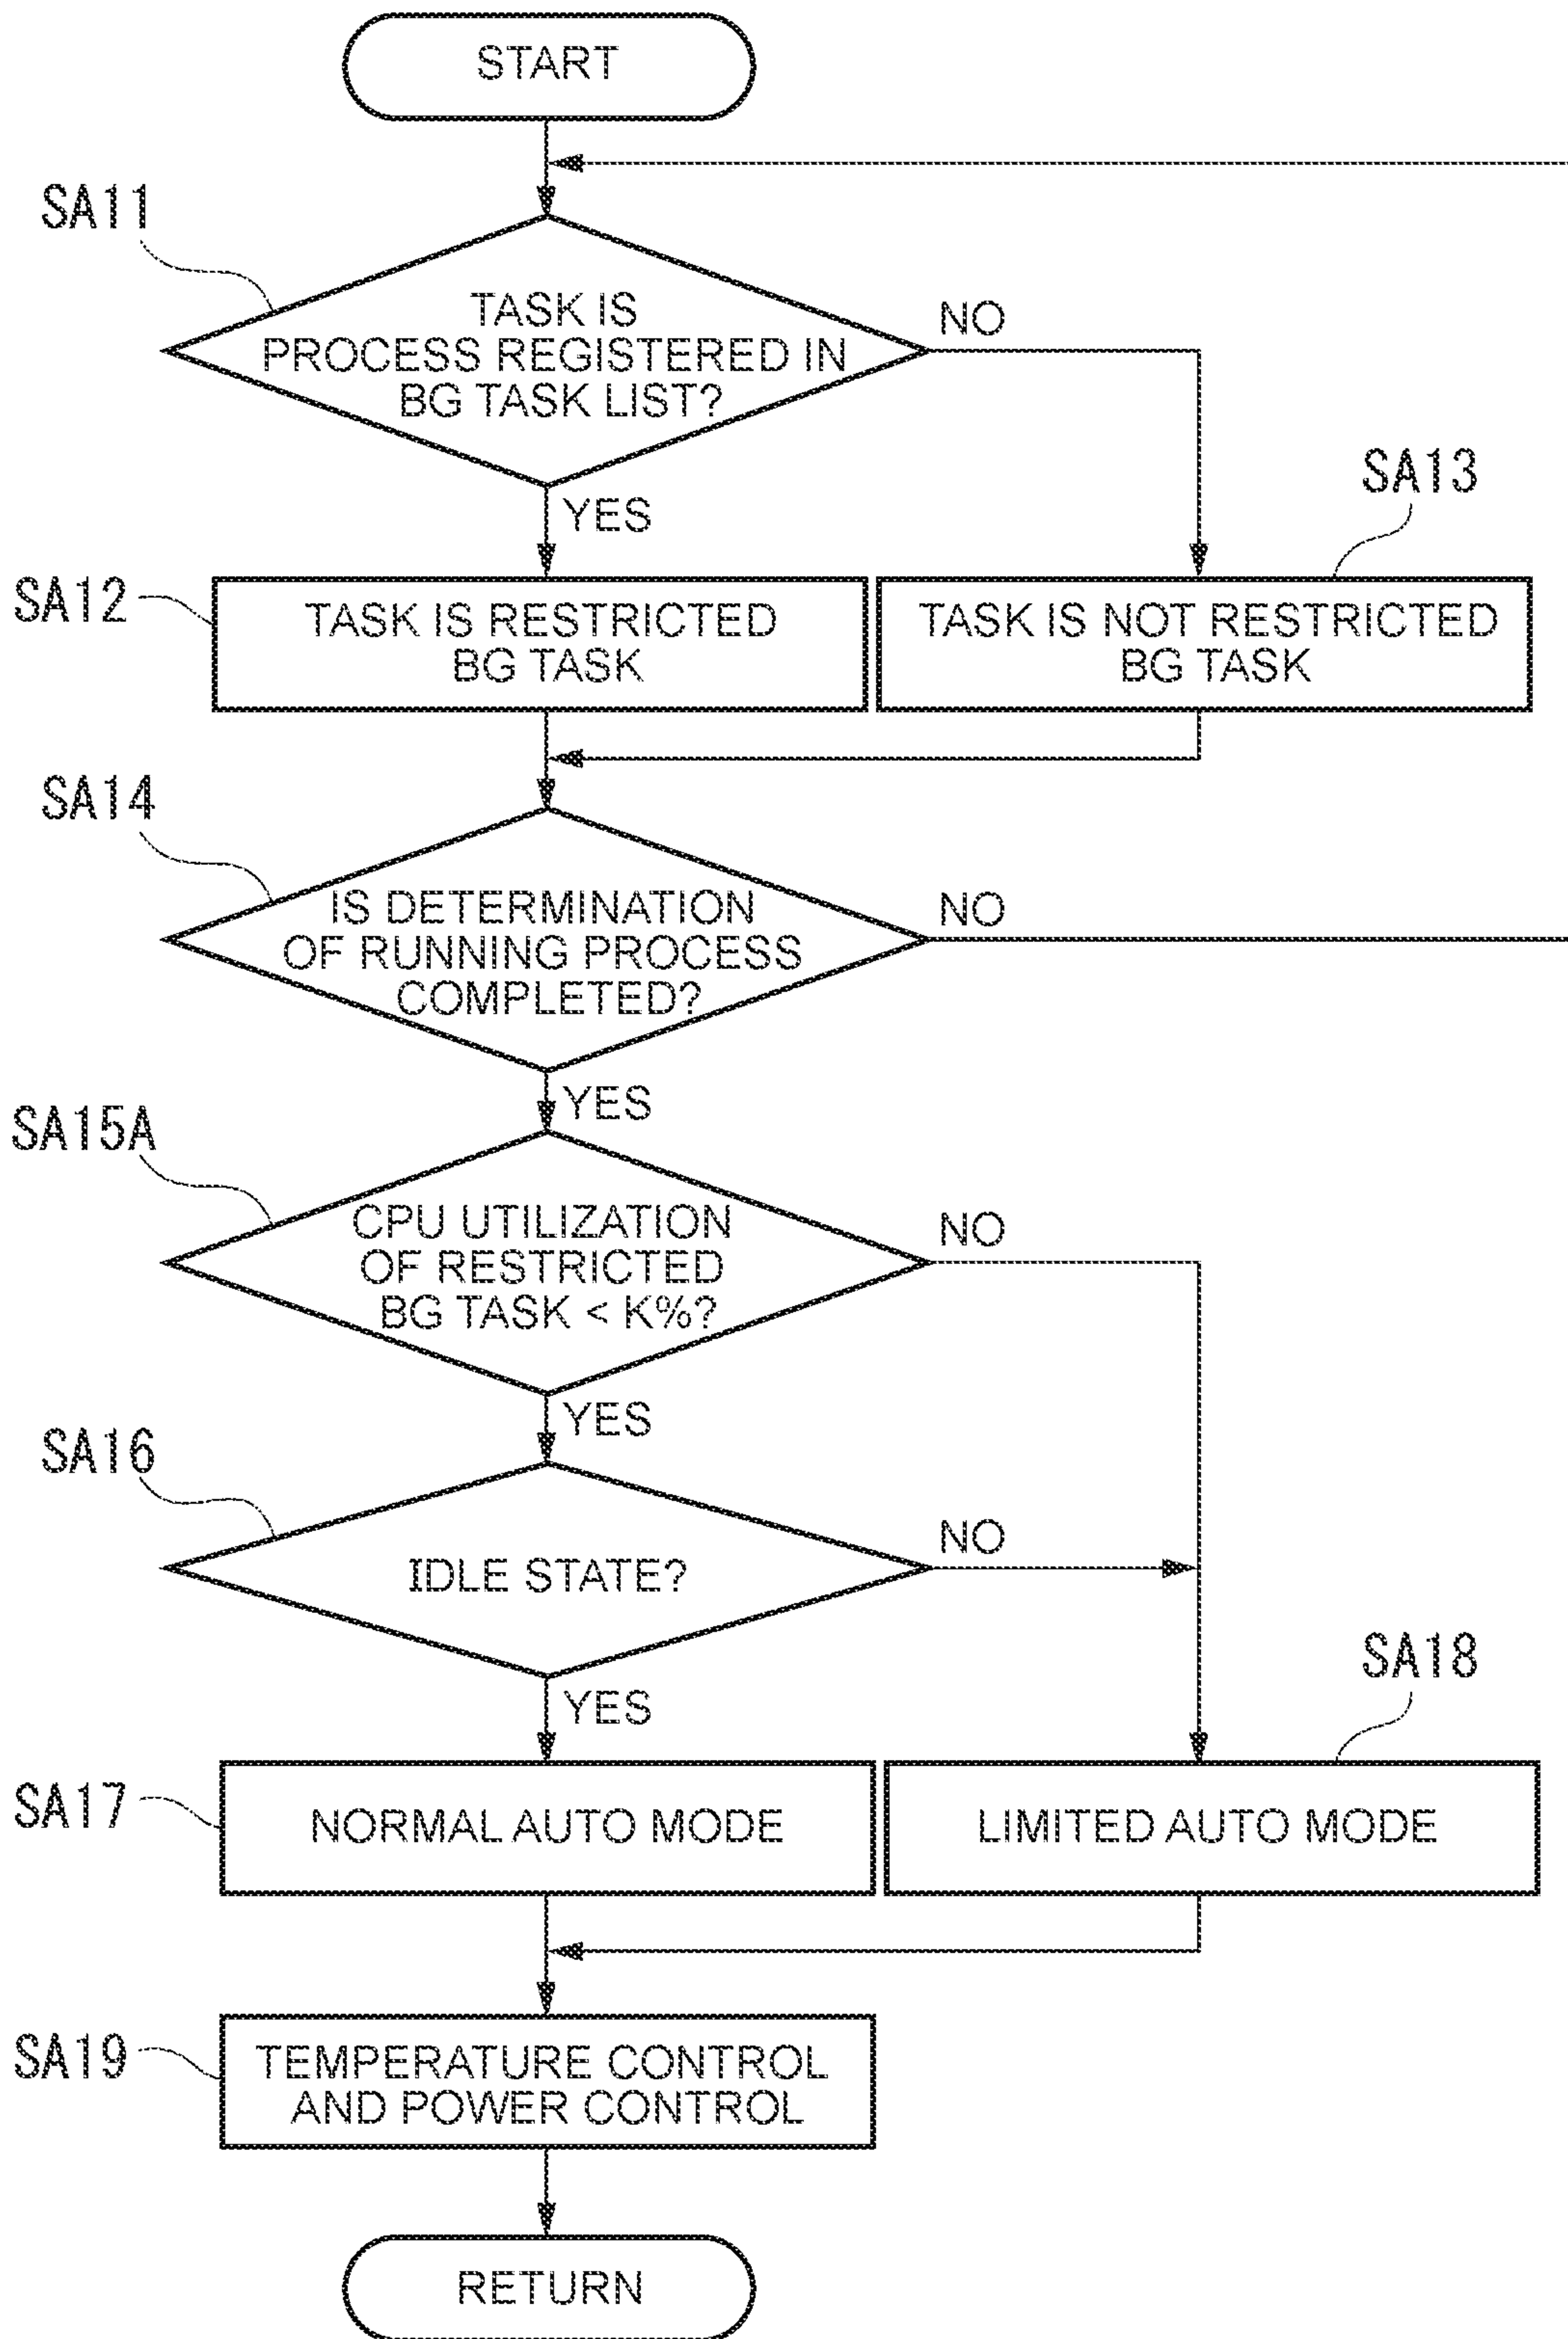 START
SA11
TASK IS
PROCESS REGISTERED IN
BG TASK LIST?
NO
YES
SA13
SA12
TASK IS RESTRICTED
BG TASK
TASK IS NOT RESTRICTED
BG TASK
SA14
IS DETERMINATION
OF RUNNING PROCESS
COMPLETED?
NO
YES
SA15A
CPU UTILIZATION
OF RESTRICTED
BG TASK < K%?
NO
YES
SA16
IDLE STATE?
NO
YES
SA18
SA17
NORMAL AUTO MODE
LIMITED AUTO MODE
SA19
TEMPERATURE CONTROL
AND POWER CONTROL
RETURN